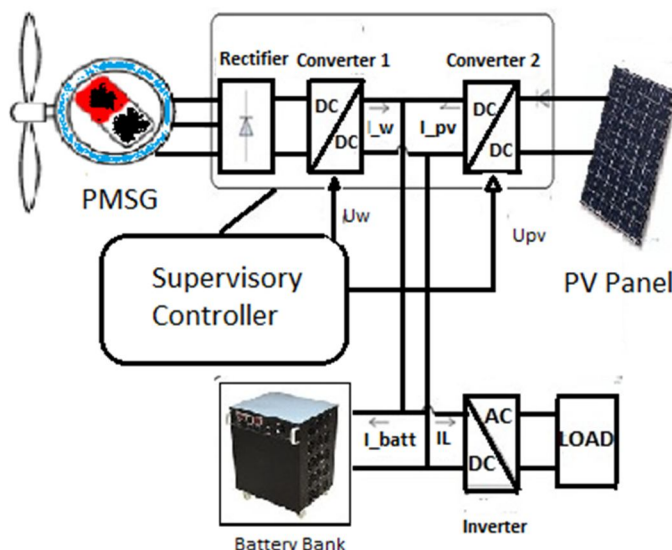 Rectifier
Converter 1
Converter 2
DC
DC
I_w
I_pv
DC
DC
PMSG
Uw
Upv
Supervisory
Controller
PV Panel
I_batt
IL
AC
DC
LOAD
Inverter
Battery Bank